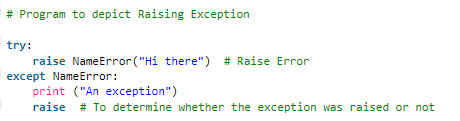 # Program to depict Raising Exception
try:
    raise NameError("Hi there")  # Raise Error
except NameError:
    print ("An exception")
    raise  # To determine whether the exception was raised or not